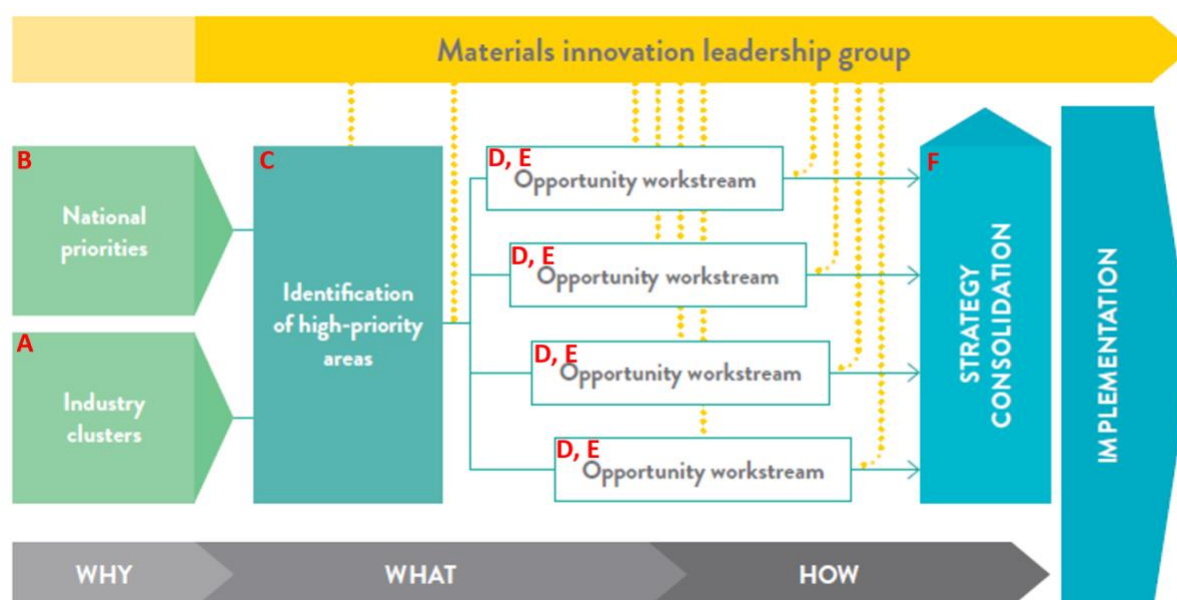 Materials innovation leadership group
B
National
priorities
A
Industry
clusters
C
Identification
of high-priority
areas
D, E
Opportunity workstream
D, E
Opportunity workstream
D, E
Opportunity workstream
D, E
Opportunity workstream
F
STRATEGY
CONSOLIDATION
IMPLEMENTATION
WHY
WHAT
HOW